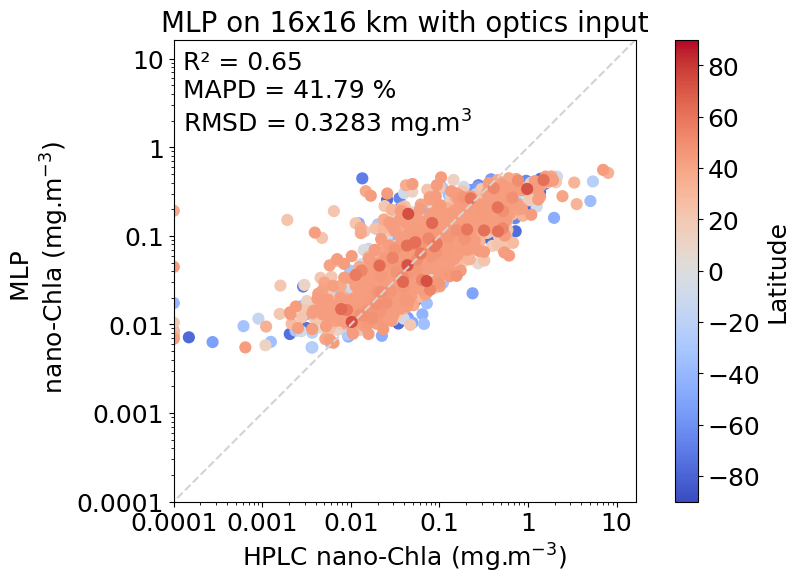 MLP on 16x16 km with optics input
R² = 0.65
MAPD = 41.79 %
RMSD = 0.3283 mg.m³
10
1
0.1
0.01
0.001
0.0001
MLP
nano-Chla (mg.m⁻³)
0.0001 0.001 0.01 0.1 1 10
HPLC nano-Chla (mg.m⁻³)
80
60
40
20
0
−20
−40
−60
−80
Latitude